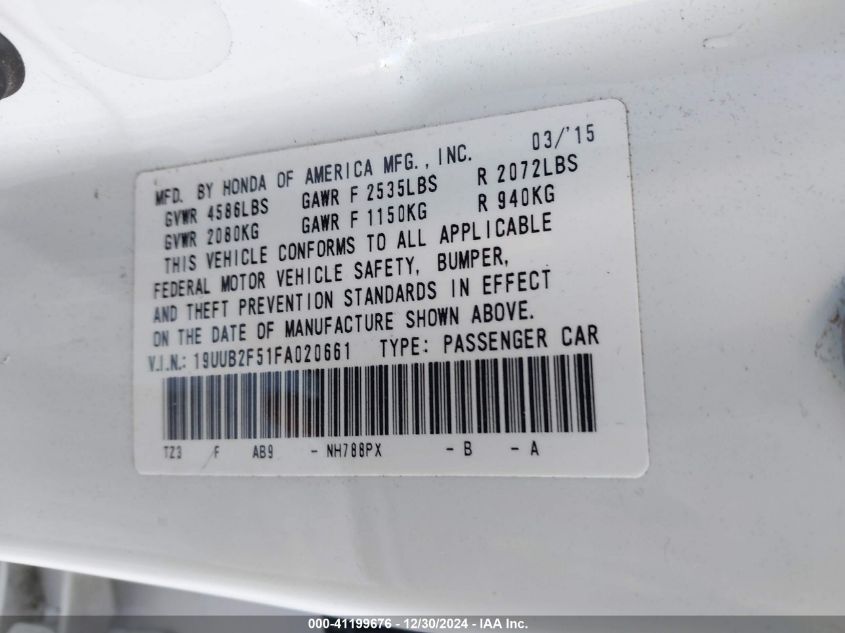 MFD. BY HONDA OF AMERICA MFG., INC. 03/'15
GVWR 4586LBS GAWR F 2535LBS R 2072LBS
GVWR 2080KG GAWR F 1150KG R 940KG
THIS VEHICLE CONFORMS TO ALL APPLICABLE
FEDERAL MOTOR VEHICLE SAFETY, BUMPER,
AND THEFT PREVENTION STANDARDS IN EFFECT
ON THE DATE OF MANUFACTURE SHOWN ABOVE.
V.I.N.: 19UUB2F51FA020661 TYPE: PASSENGER CAR
TZ3 F AB9 - NH788PX - B - A
000-41199676 - 12/30/2024 - IAA Inc.